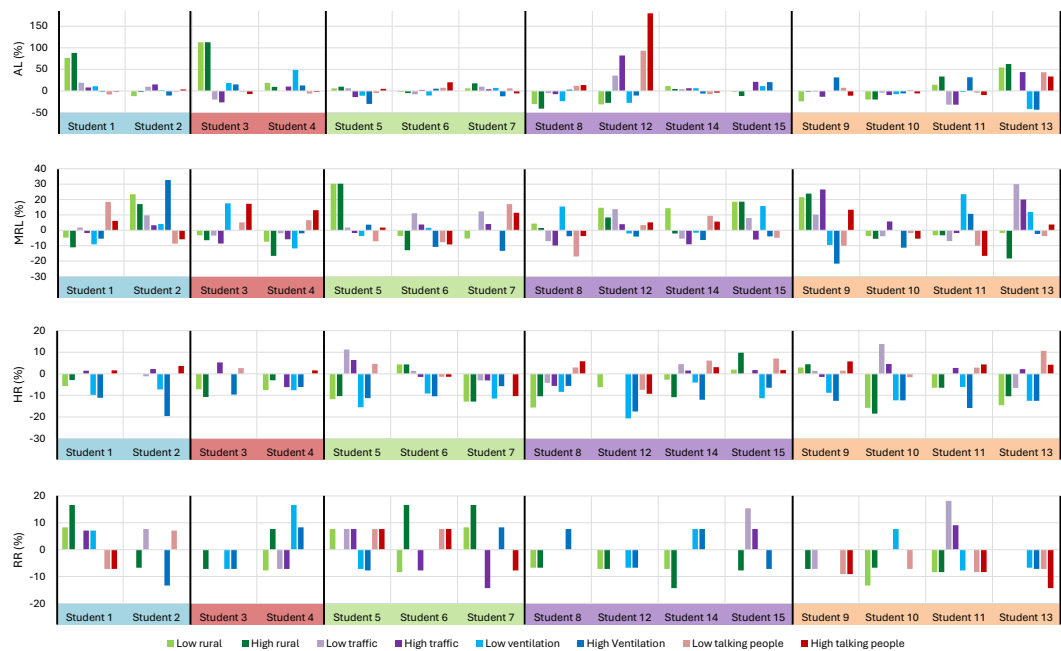 150
100
50
0
-50
AL (%)
Student 1 Student 2 Student 3 Student 4 Student 5 Student 6 Student 7 Student 8 Student 12 Student 14 Student 15 Student 9 Student 10 Student 11 Student 13
40
30
20
10
0
-10
-20
-30
MRL (%)
Student 1 Student 2 Student 3 Student 4 Student 5 Student 6 Student 7 Student 8 Student 12 Student 14 Student 15 Student 9 Student 10 Student 11 Student 13
20
10
0
-10
-20
-30
HR (%)
Student 1 Student 2 Student 3 Student 4 Student 5 Student 6 Student 7 Student 8 Student 12 Student 14 Student 15 Student 9 Student 10 Student 11 Student 13
20
10
0
-10
-20
RR (%)
Student 1 Student 2 Student 3 Student 4 Student 5 Student 6 Student 7 Student 8 Student 12 Student 14 Student 15 Student 9 Student 10 Student 11 Student 13
Low rural High rural Low traffic High traffic Low ventilation High Ventilation Low talking people High talking people